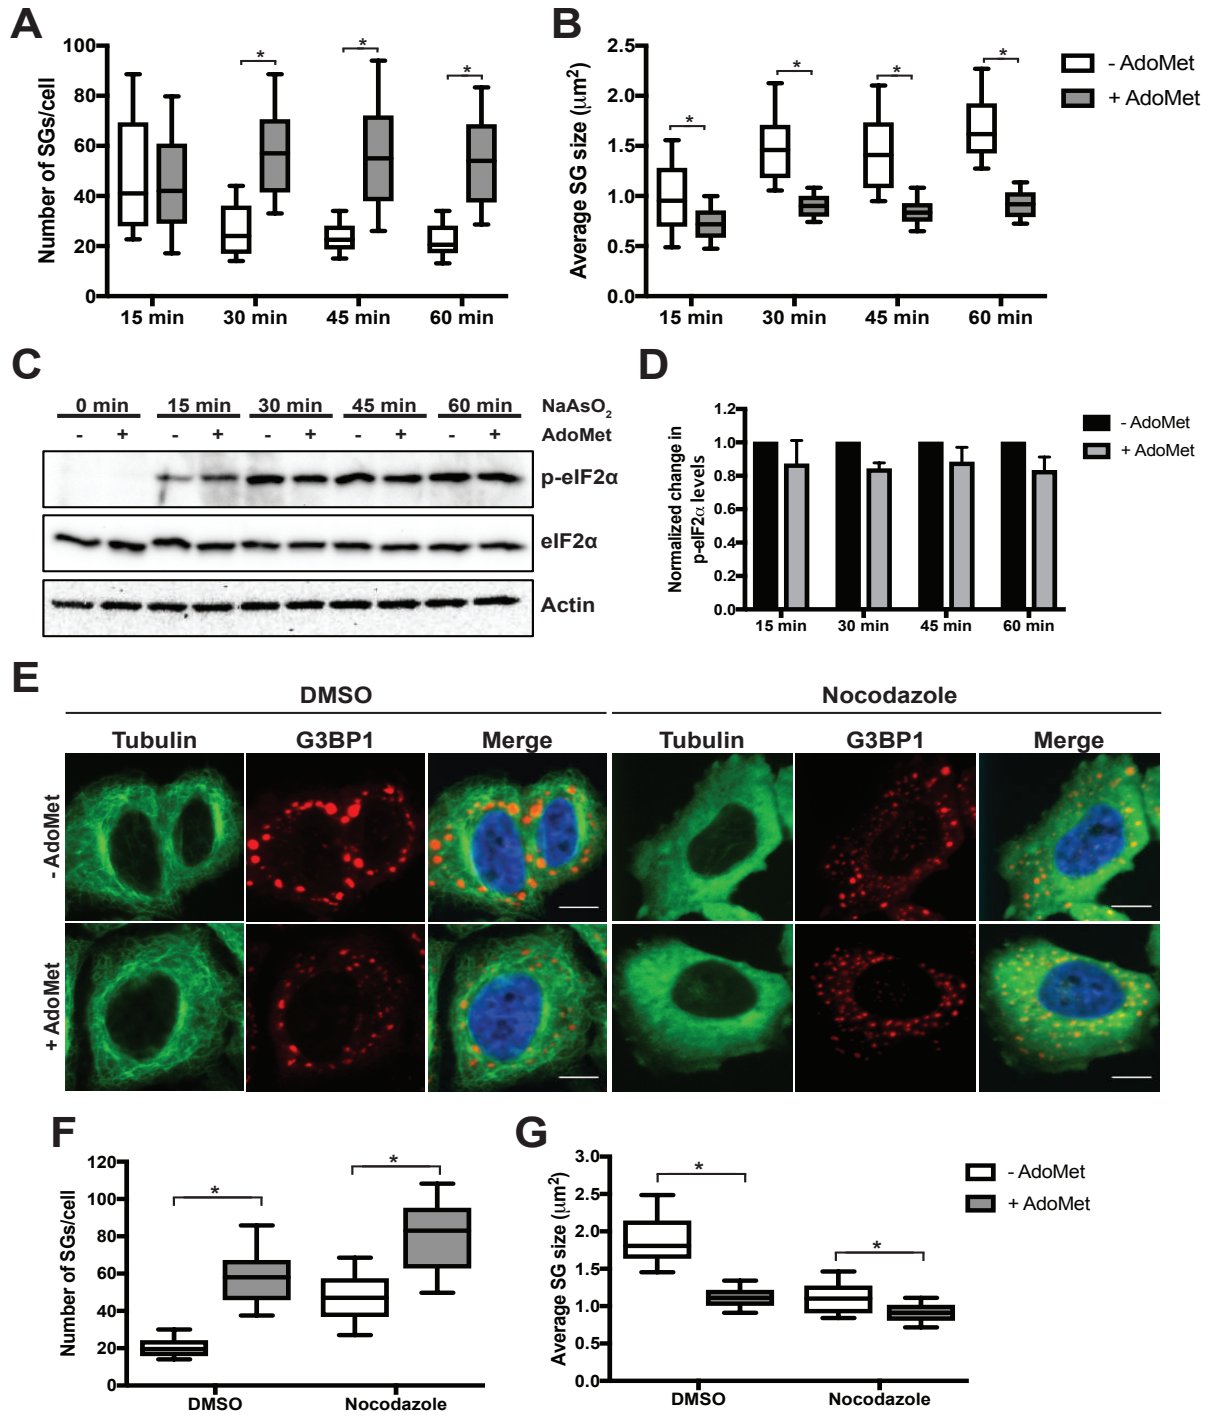 A
Number of SGs/cell
100
80
60
40
20
0
15 min 30 min 45 min 60 min
* * *
B
Average SG size (μm²)
2.5
2.0
1.5
1.0
0.5
0.0
15 min 30 min 45 min 60 min
* * * *
- AdoMet
+ AdoMet
C
0 min 15 min 30 min 45 min 60 min NaAsO₂
- + - + - + - + - + AdoMet
p-eIF2α
eIF2α
Actin
D
Normalized change in
p-eIF2α levels
1.2
1.0
0.8
0.6
0.4
0.2
0.0
15 min 30 min 45 min 60 min
- AdoMet
+ AdoMet
E
DMSO Nocodazole
Tubulin G3BP1 Merge Tubulin G3BP1 Merge
- AdoMet
+ AdoMet
F
Number of SGs/cell
120
100
80
60
40
20
0
DMSO Nocodazole
* *
G
Average SG size (μm²)
3.0
2.5
2.0
1.5
1.0
0.5
0.0
DMSO Nocodazole
* *
- AdoMet
+ AdoMet